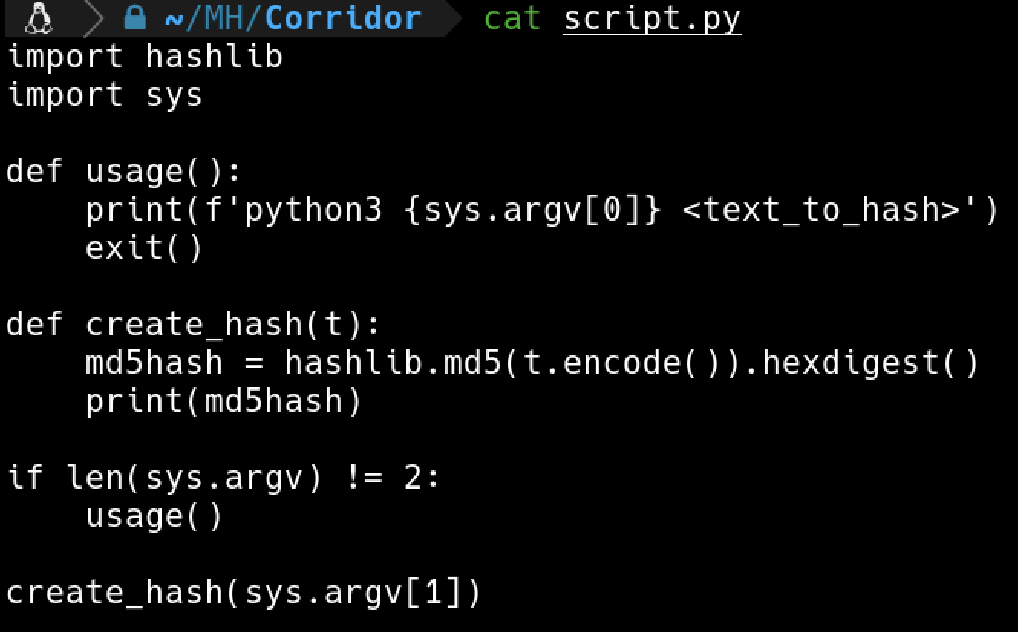 ~/MH/Corridor cat script.py
import hashlib
import sys

def usage():
    print(f'python3 {sys.argv[0]} <text_to_hash>')
    exit()

def create_hash(t):
    md5hash = hashlib.md5(t.encode()).hexdigest()
    print(md5hash)

if len(sys.argv) != 2:
    usage()

create_hash(sys.argv[1])